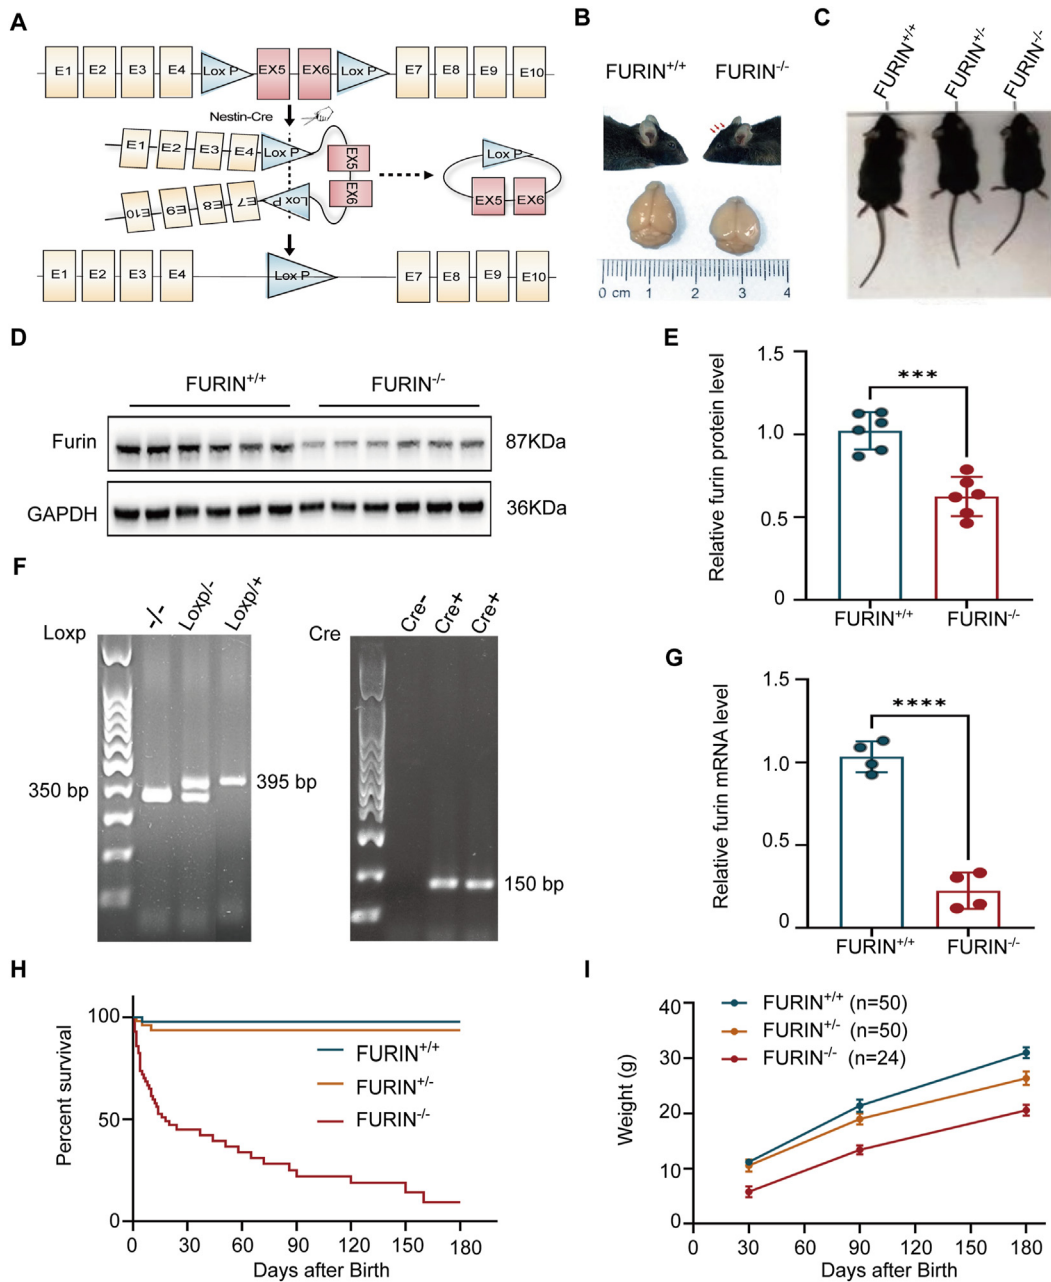 A
E1 E2 E3 E4 Lox P EX5 EX6 Lox P E7 E8 E9 E10
Nestin-Cre
E1 E2 E3 E4 Lox P EX5
E10 E9 E8 E7 Lox P EX6
Lox P
EX5 EX6
E1 E2 E3 E4 Lox P E7 E8 E9 E10
B
FURIN+/+ FURIN-/-
0 cm 1 2 3 4
C
FURIN+/+ FURIN+/- FURIN-/-
D
FURIN+/+ FURIN-/-
Furin 87KDa
GAPDH 36KDa
E
Relative furin protein level
1.5
1.0
0.5
0
***
FURIN+/+ FURIN-/-
F
Loxp -/- Loxp/- Loxp/+
350 bp 395 bp
Cre Cre- Cre+ Cre+
150 bp
G
Relative furin mRNA level
1.5
1.0
0.5
0
****
FURIN+/+ FURIN-/-
H
Percent survival
100
50
0
FURIN+/+
FURIN+/-
FURIN-/-
0 30 60 90 120 150 180
Days after Birth
I
Weight (g)
40
30
20
10
0
FURIN+/+ (n=50)
FURIN+/- (n=50)
FURIN-/- (n=24)
0 30 60 90 120 150 180
Days after Birth